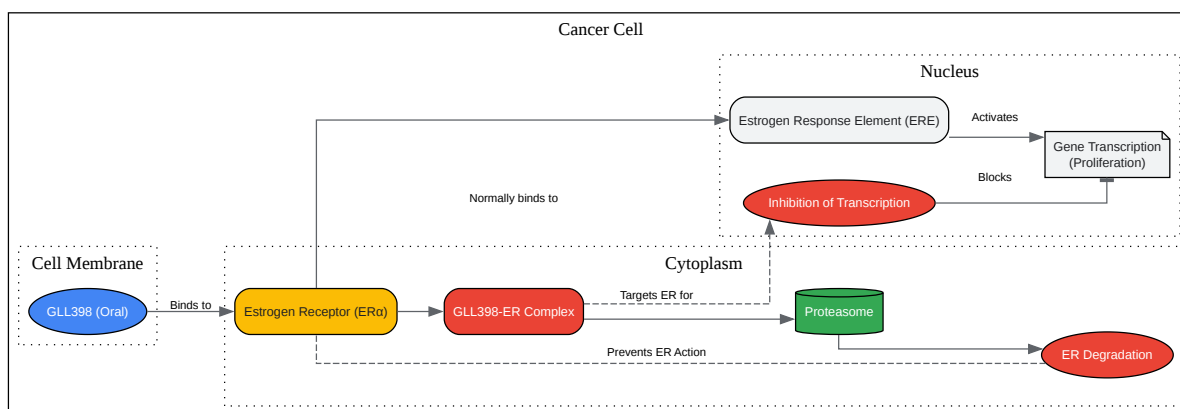 Cancer Cell
Nucleus
Estrogen Response Element (ERE)
Activates
Gene Transcription
(Proliferation)
Normally binds to
Blocks
Inhibition of Transcription
Cell Membrane
Cytoplasm
GLL398 (Oral)
Binds to
Estrogen Receptor (ERα)
GLL398-ER Complex
Targets ER for
Proteasome
Prevents ER Action
ER Degradation